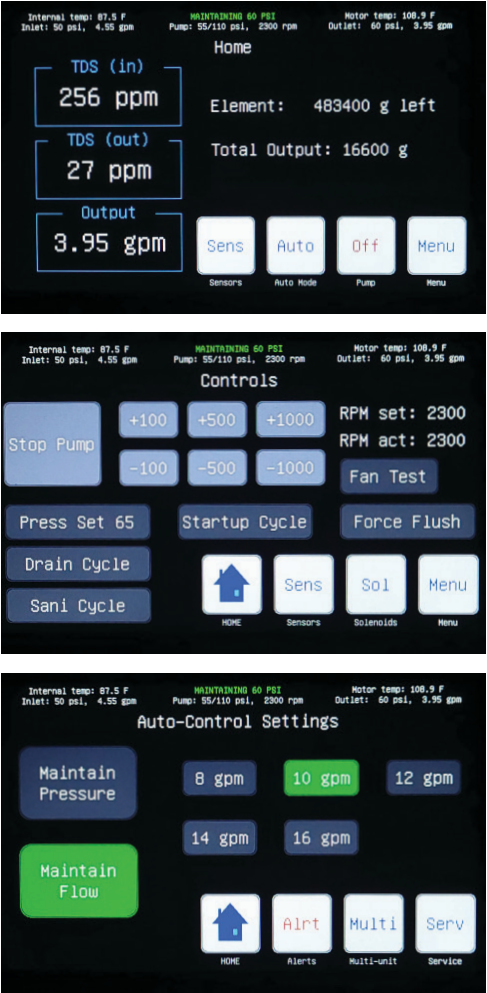 Internal temp: 87.5 F MAINTAINING 60 PSI Motor temp: 108.9 F
Inlet: 50 psi, 4.55 gpm Pump: 55/110 psi, 2300 rpm Outlet: 60 psi, 3.95 gpm
Home
TDS (in)
256 ppm
Element: 483400 g left
TDS (out)
27 ppm
Total Output: 16600 g
Output
3.95 gpm
Sens Auto Off Menu
Sensors Auto Mode Pump Menu
Internal temp: 87.5 F MAINTAINING 60 PSI Motor temp: 108.9 F
Inlet: 50 psi, 4.55 gpm Pump: 55/110 psi, 2300 rpm Outlet: 60 psi, 3.95 gpm
Controls
Stop Pump
+100 +500 +1000
-100 -500 -1000
RPM set: 2300
RPM act: 2300
Fan Test
Press Set 65 Startup Cycle Force Flush
Drain Cycle
Sani Cycle
Sens Sol Menu
HOME Sensors Solenoids Menu
Internal temp: 87.5 F MAINTAINING 60 PSI Motor temp: 108.9 F
Inlet: 50 psi, 4.55 gpm Pump: 55/110 psi, 2300 rpm Outlet: 60 psi, 3.95 gpm
Auto-Control Settings
Maintain
Pressure
8 gpm 10 gpm 12 gpm
14 gpm 16 gpm
Maintain
Flow
Alrt Multi Serv
HOME Alerts Multi-unit Service